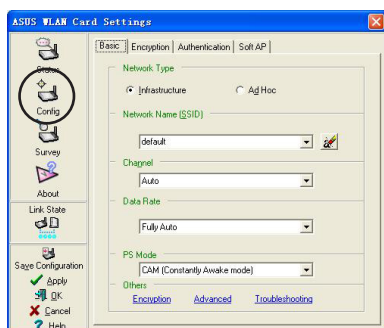 ASUS WLAN Card Settings
Status
Config
Survey
About
Link State
Save Configuration
Apply
OK
Cancel
Help
Basic
Encryption
Authentication
Soft AP
Network Type
Infrastructure
Ad Hoc
Network Name (SSID)
default
Channel
Auto
Data Rate
Fully Auto
PS Mode
CAM (Constantly Awake mode)
Others
Encryption
Advanced
Troubleshooting